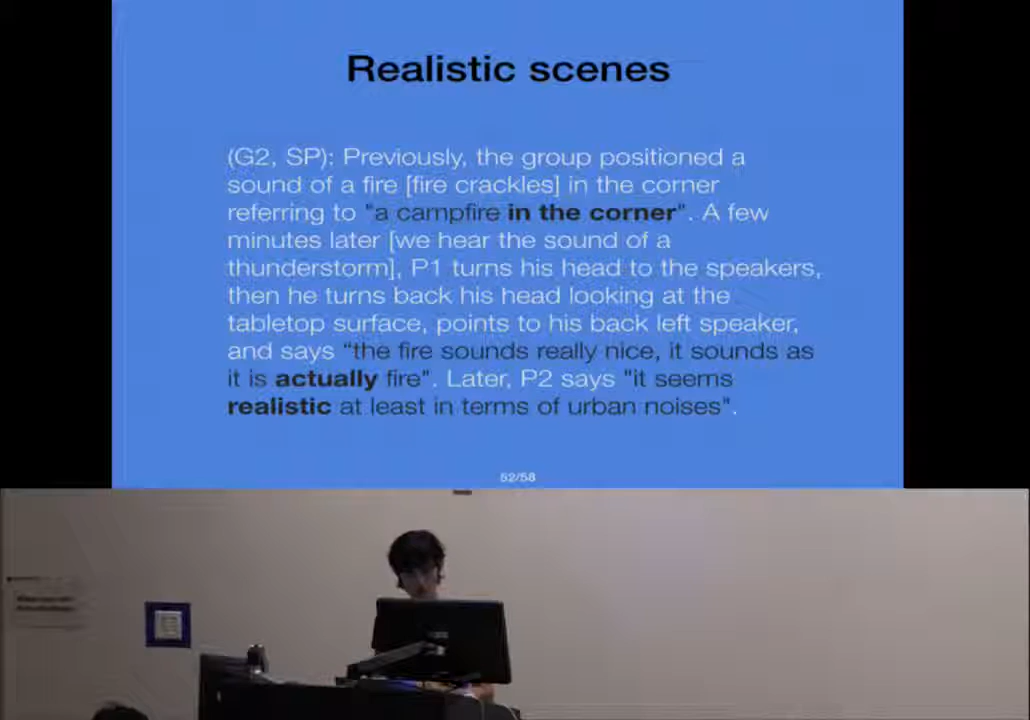 Realistic scenes
(G2, SP): Previously, the group positioned a
sound of a fire [fire crackles] in the corner
referring to "a campfire in the corner". A few
minutes later [we hear the sound of a
thunderstorm], P1 turns his head to the speakers,
then he turns back his head looking at the
tabletop surface, points to his back left speaker,
and says "the fire sounds really nice, it sounds as
it is actually fire". Later, P2 says "it seems
realistic at least in terms of urban noises".
52/58